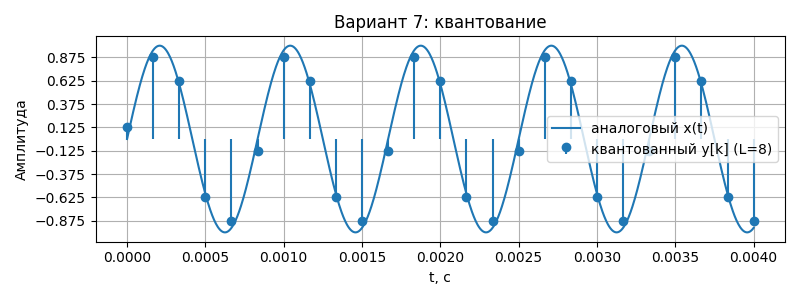 Вариант 7: квантование
0.875
0.625
0.375
0.125
−0.125
−0.375
−0.625
−0.875
Амплитуда
аналоговый x(t)
квантованный y[k] (L=8)
0.0000 0.0005 0.0010 0.0015 0.0020 0.0025 0.0030 0.0035 0.0040
t, с